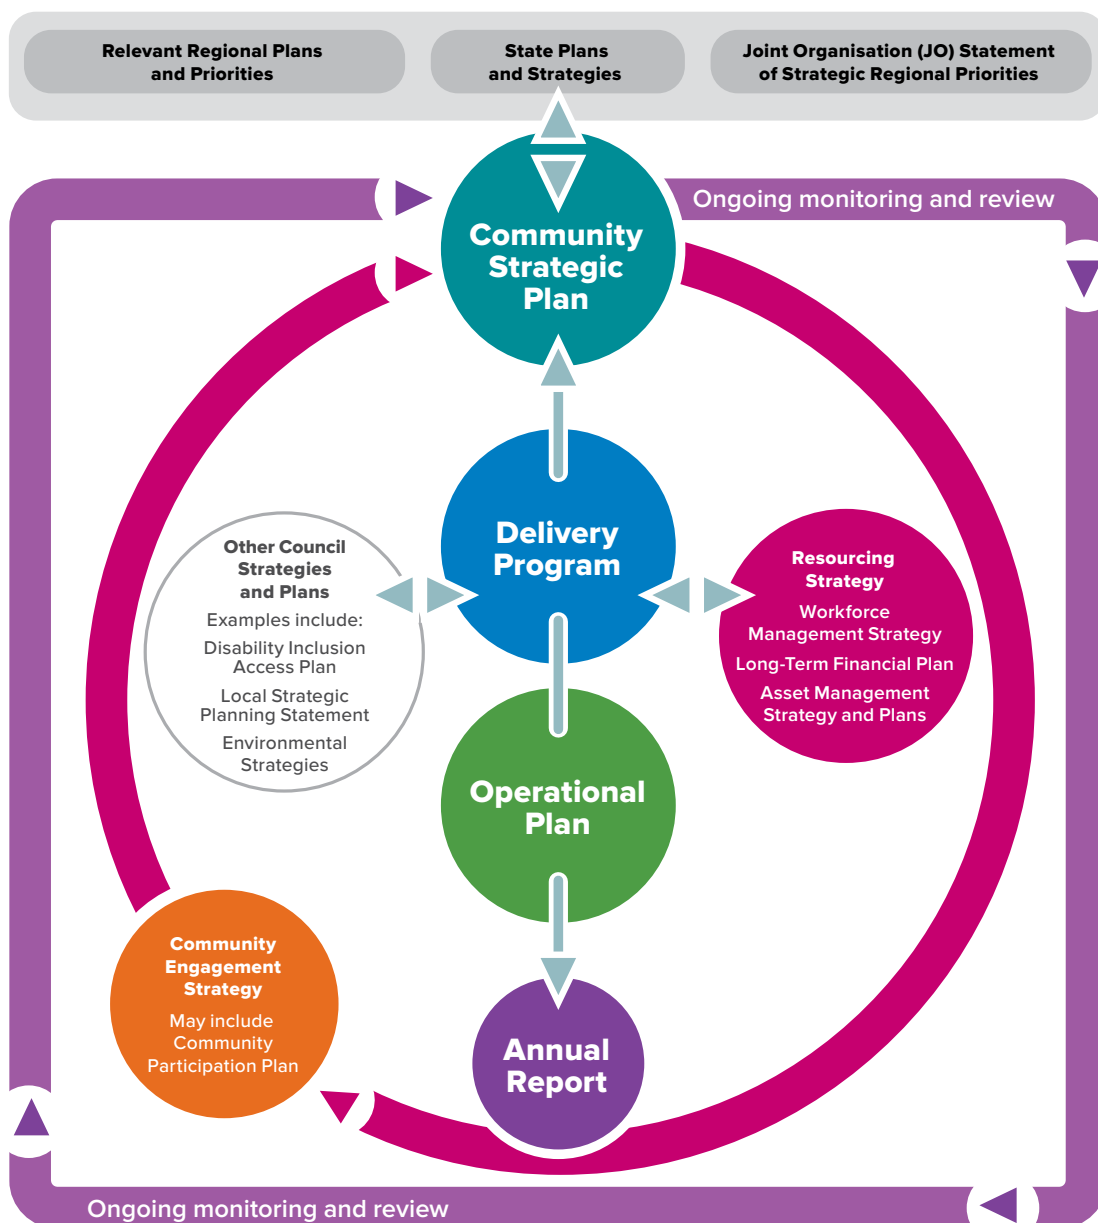 Relevant Regional Plans
and Priorities
State Plans
and Strategies
Joint Organisation (JO) Statement
of Strategic Regional Priorities
Ongoing monitoring and review
Community
Strategic
Plan
Delivery
Program
Other Council
Strategies
and Plans
Examples include:
Disability Inclusion
Access Plan
Local Strategic
Planning Statement
Environmental
Strategies
Resourcing
Strategy
Workforce
Management Strategy
Long-Term Financial Plan
Asset Management
Strategy and Plans
Operational
Plan
Community
Engagement
Strategy
May include
Community
Participation Plan
Annual
Report
Ongoing monitoring and review